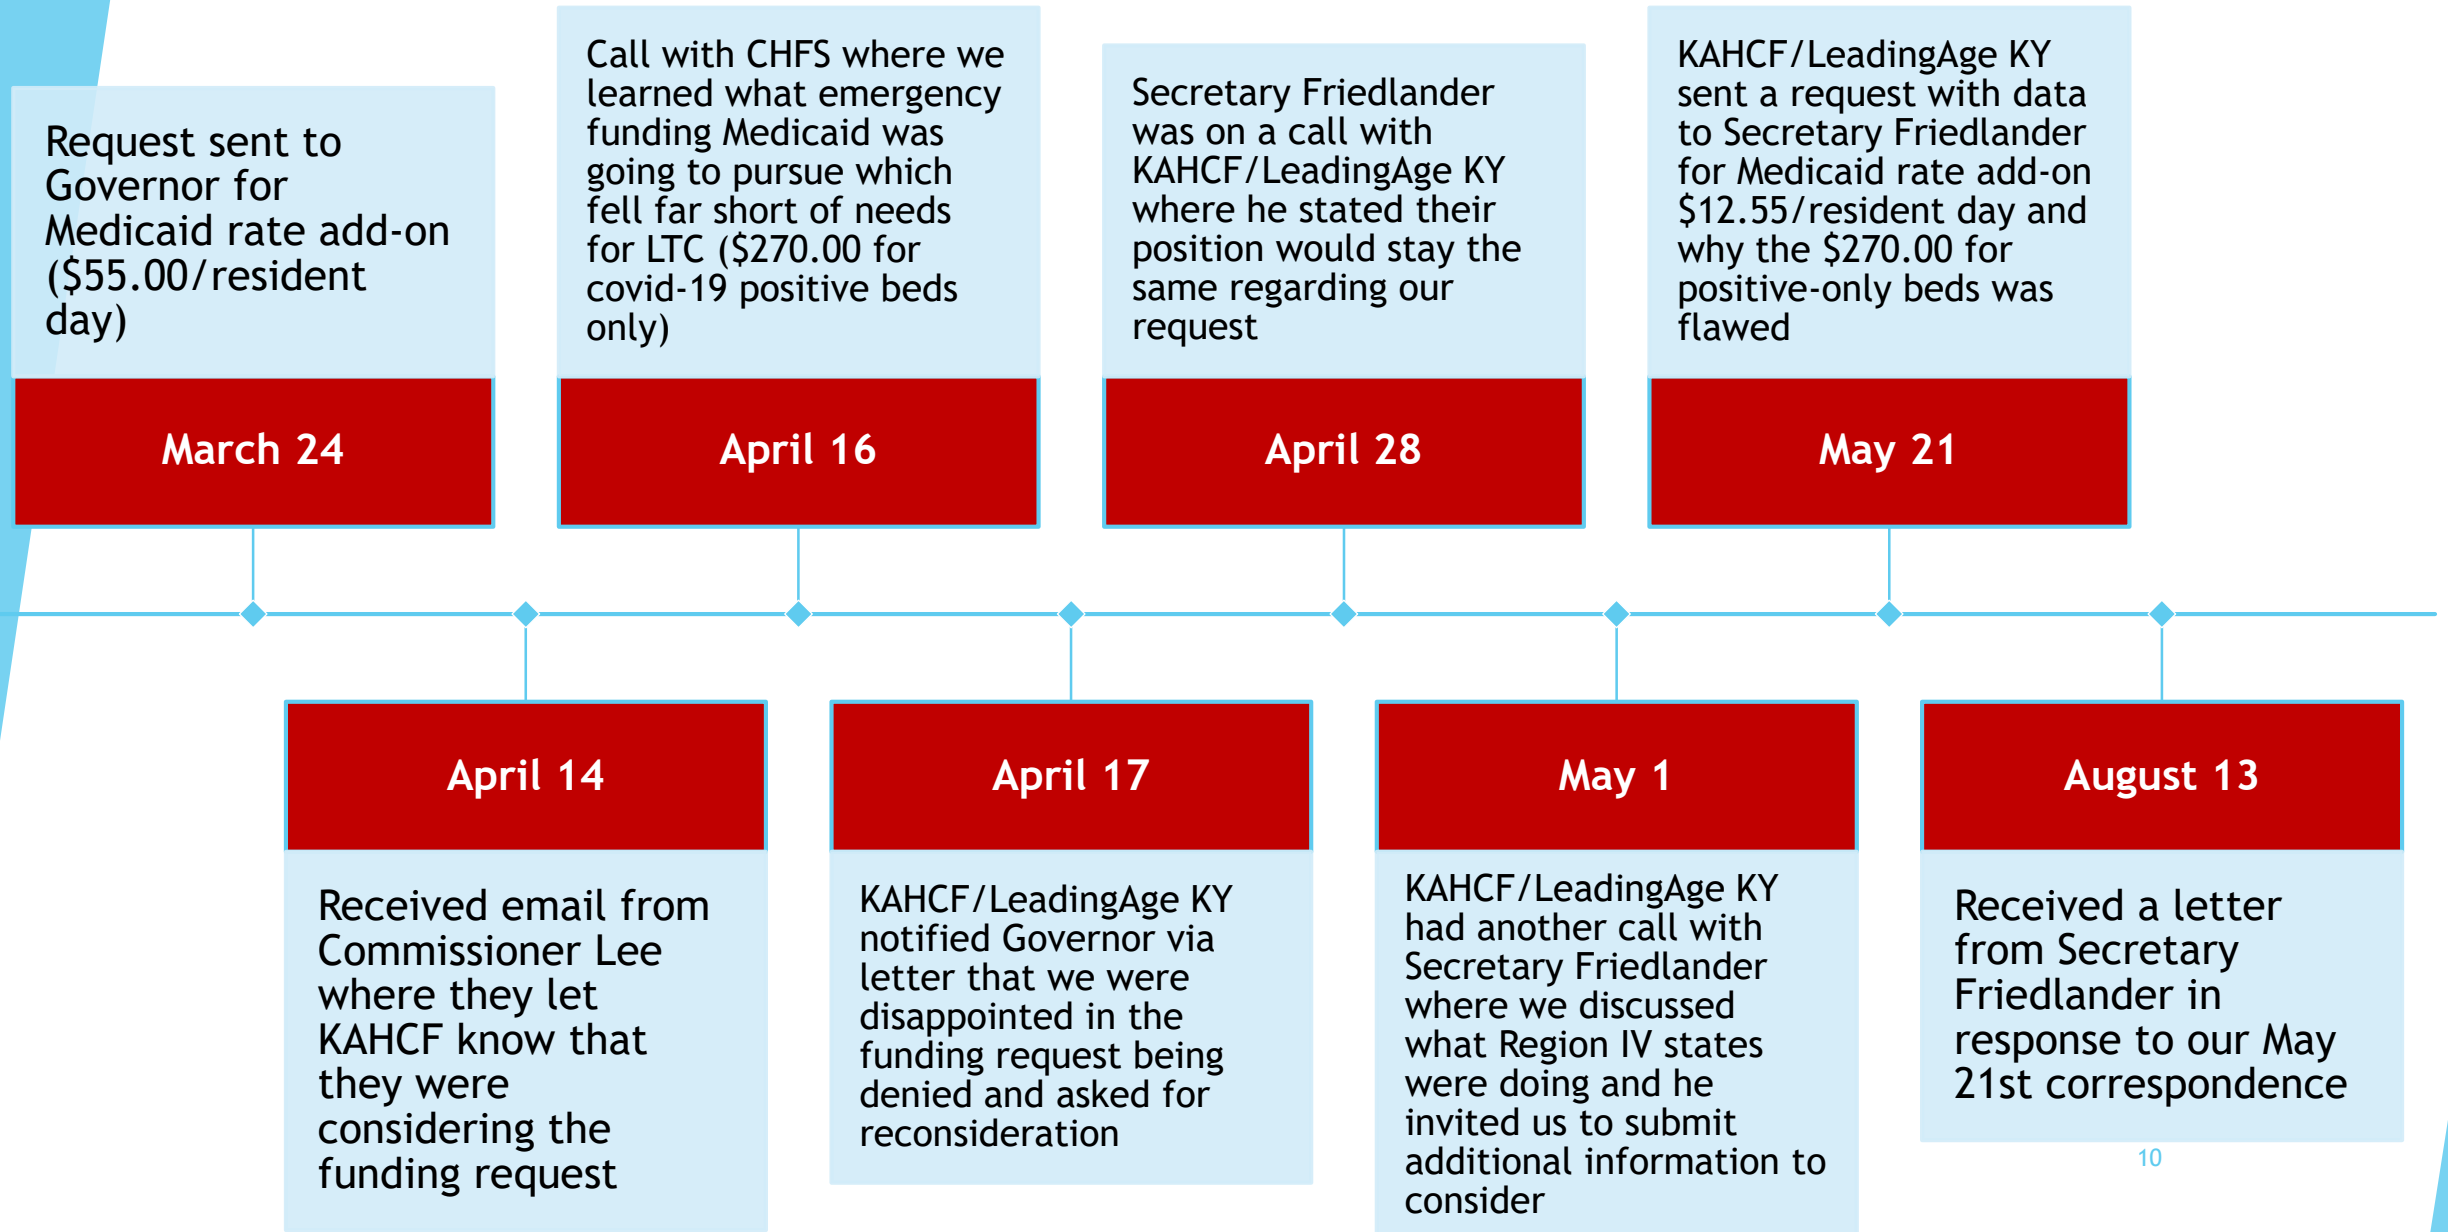 Request sent to
Governor for
Medicaid rate add-on
($55.00/resident
day)
March 24
Received email from
Commissioner Lee
where they let
KAHCF know that
they were
considering the
funding request
April 14
Call with CHFS where we
learned what emergency
funding Medicaid was
going to pursue which
fell far short of needs
for LTC ($270.00 for
covid-19 positive beds
only)
April 16
April 17
KAHCF/LeadingAge KY
notified Governor via
letter that we were
disappointed in the
funding request being
denied and asked for
reconsideration
Secretary Friedlander
was on a call with
KAHCF/LeadingAge KY
where he stated their
position would stay the
same regarding our
request
April 28
May 1
KAHCF/LeadingAge KY
had another call with
Secretary Friedlander
where we discussed
what Region IV states
were doing and he
invited us to submit
additional information to
consider
KAHCF/LeadingAge KY
sent a request with data
to Secretary Friedlander
for Medicaid rate add-on
$12.55/resident day and
why the $270.00 for
positive-only beds was
flawed
May 21
August 13
Received a letter
from Secretary
Friedlander in
response to our May
21st correspondence
10